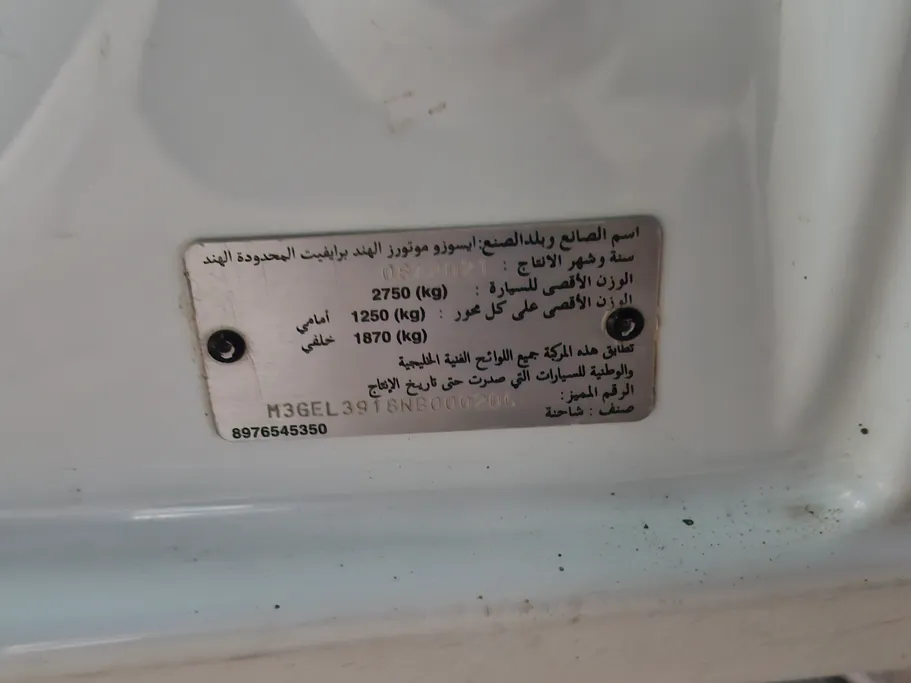 اسم الصانع وبلد الصنع: ايسوزو موتورز الهند برايفيت المحدودة الهند
سنة وشهر الانتاج :
الوزن الأقصى للسيارة : 2750 (kg)
الوزن الأقصى على كل محور : 1250 (kg) أمامي
1870 (kg) خلفي
تطابق هذه المركبة جميع اللوائح الفنية الخليجية
والوطنية للسيارات التي صدرت حتى تاريخ الإنتاج
الرقم المميز:
صنف : شاحنة
8976545350